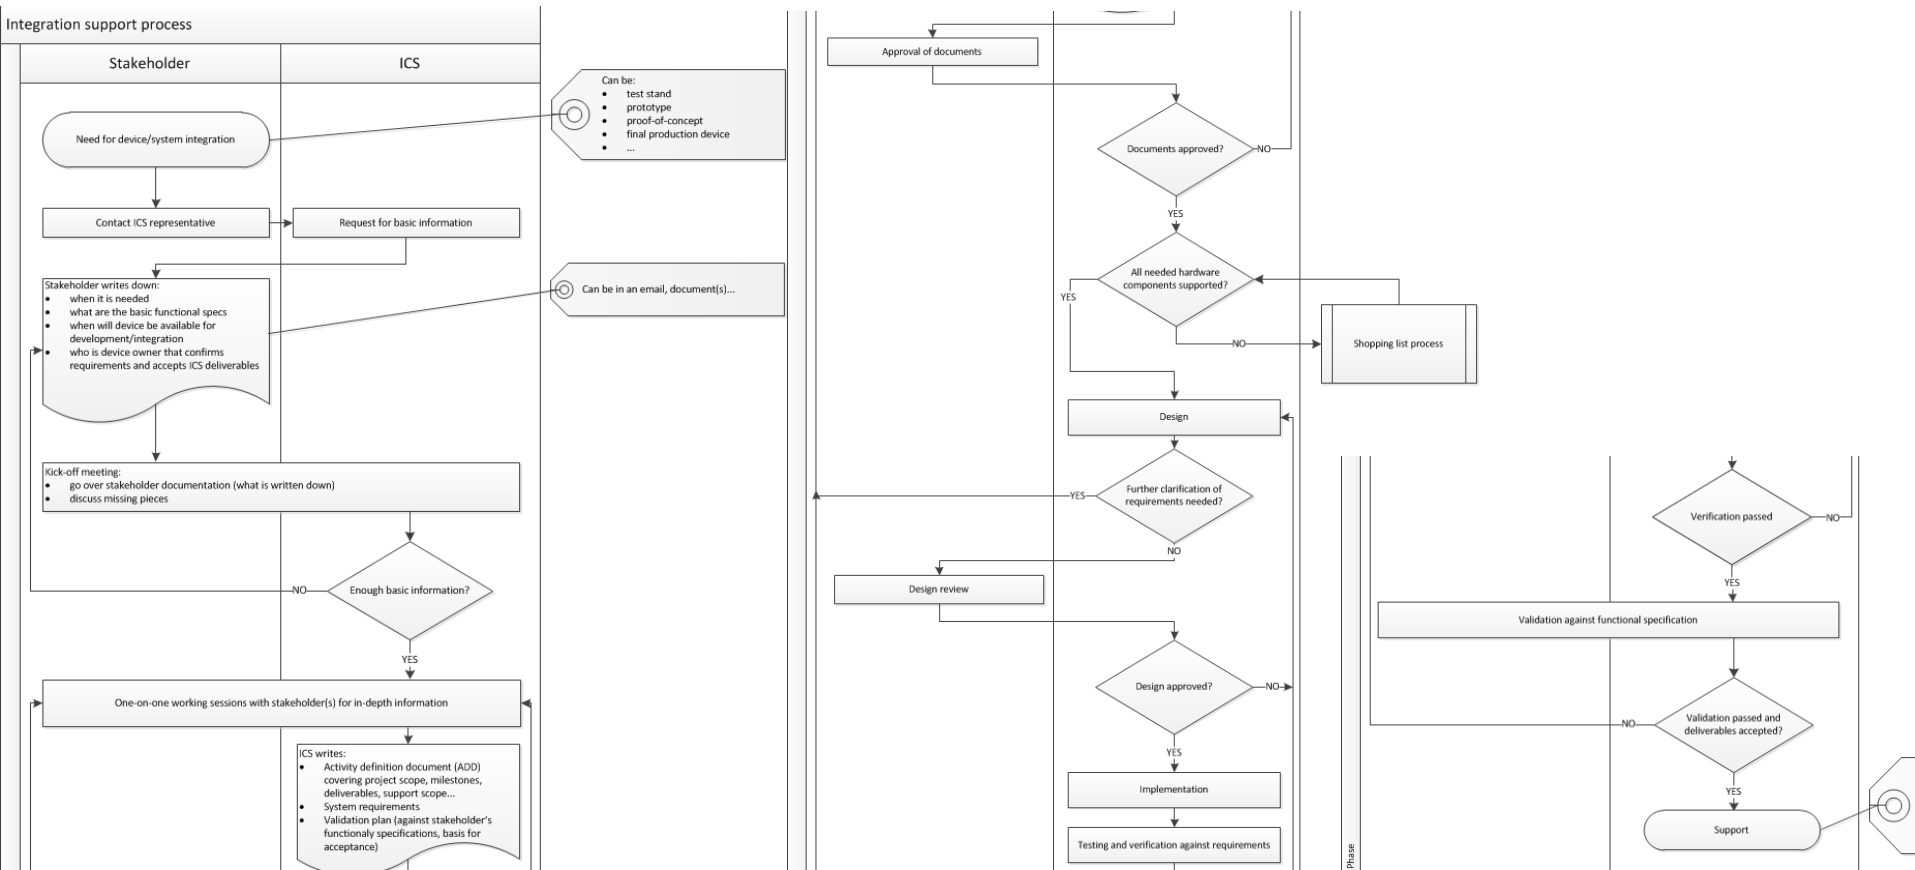 Integration support process
Stakeholder
ICS
Need for device/system integration
Can be:
• test stand
• prototype
• proof-of-concept
• final production device
• ...
Contact ICS representative
Request for basic information
Stakeholder writes down:
• when it is needed
• what are the basic functional specs
• when will device be available for
development/integration
• who is device owner that confirms
requirements and accepts ICS deliverables
Can be in an email, document(s)...
Kick-off meeting:
• go over stakeholder documentation (what is written down)
• discuss missing pieces
NO
Enough basic information?
YES
One-on-one working sessions with stakeholder(s) for in-depth information
ICS writes:
• Activity definition document (ADD)
covering project scope, milestones,
deliverables, support scope...
• System requirements
• Validation plan (against stakeholder's
functionaly specifications, basis for
acceptance)
Approval of documents
Documents approved?
NO
YES
All needed hardware
components supported?
YES
NO
Shopping list process
Design
Further clarification of
requirements needed?
YES
NO
Design review
Design approved?
NO
YES
Implementation
Testing and verification against requirements
Verification passed
NO
YES
Validation against functional specification
Validation passed and
deliverables accepted?
NO
YES
Support
Phase